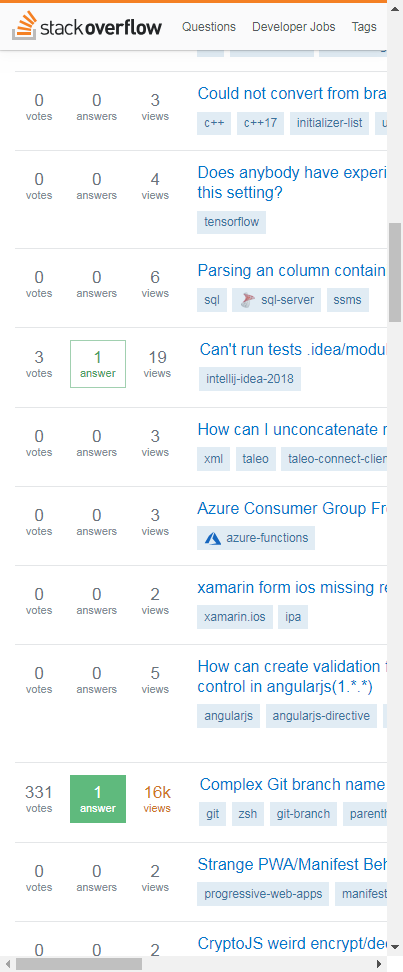 stackoverflow Questions Developer Jobs Tags
0 0 3 Could not convert from bra
votes answers views
c++ c++17 initializer-list u
0 0 4 Does anybody have experi
votes answers views this setting?
tensorflow
0 0 6 Parsing an column contain
votes answers views
sql sql-server ssms
3 1 19 Can't run tests .idea/modul
votes answer views
intellij-idea-2018
0 0 3 How can I unconcatenate
votes answers views
xml taleo taleo-connect-clien
0 0 3 Azure Consumer Group Fr
votes answers views
azure-functions
0 0 2 xamarin form ios missing re
votes answers views
xamarin.ios ipa
0 0 5 How can create validation
votes answers views control in angularjs(1.*.*)
angularjs angularjs-directive
331 1 16k Complex Git branch name
votes answer views
git zsh git-branch parenth
0 0 2 Strange PWA/Manifest Beh
votes answers views
progressive-web-apps manifest
0 0 2 CryptoJS weird encrypt/dec